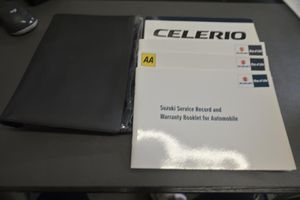 CELERIO
AA
Suzuki Service Record and
Warranty Booklet for Automobile